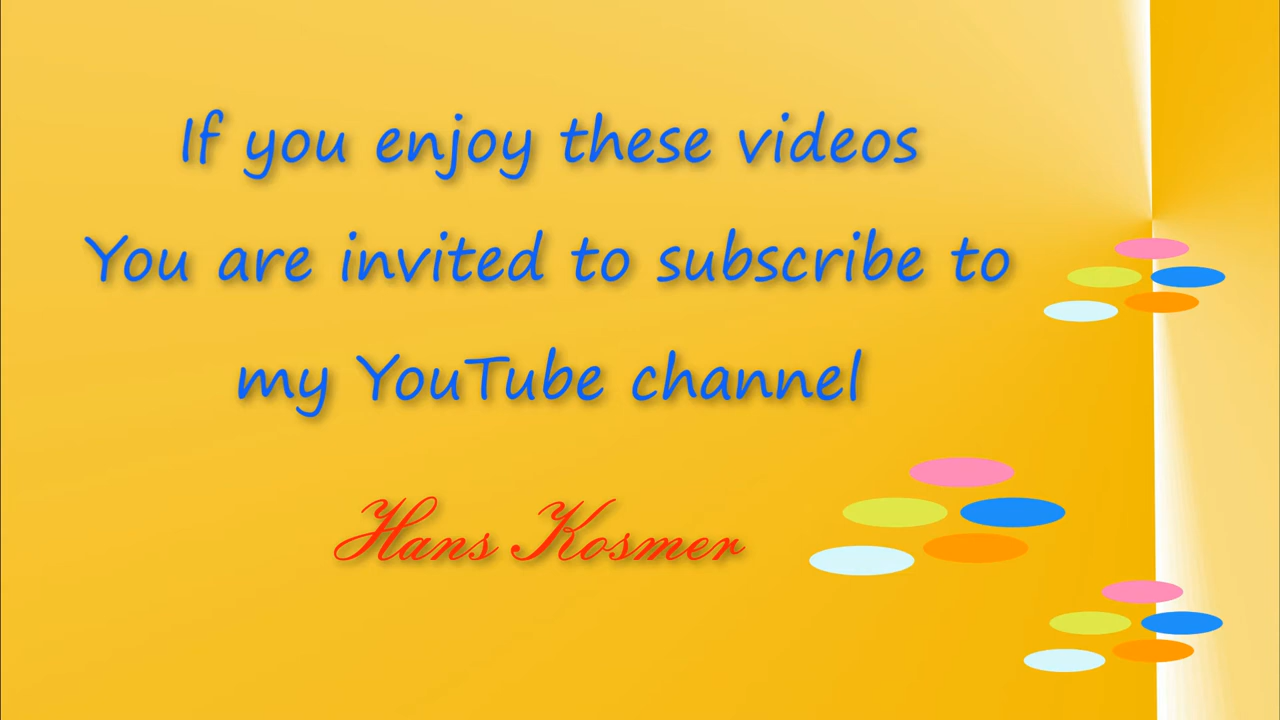 If you enjoy these videos
You are invited to subscribe to
my YouTube channel
Hans Kosmer